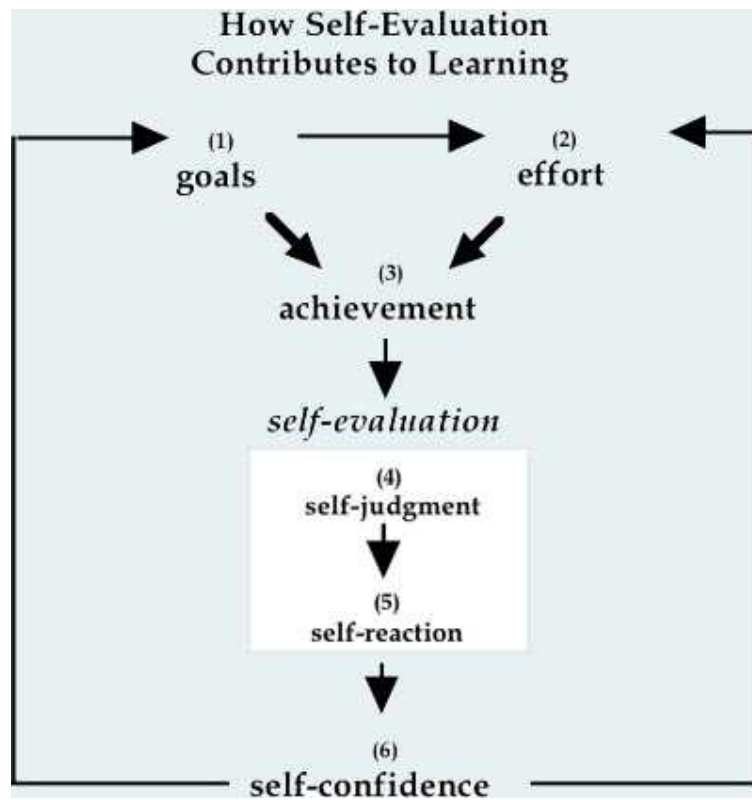 How Self-Evaluation
Contributes to Learning
(1)
goals
(2)
effort
(3)
achievement
self-evaluation
(4)
self-judgment
(5)
self-reaction
(6)
self-confidence